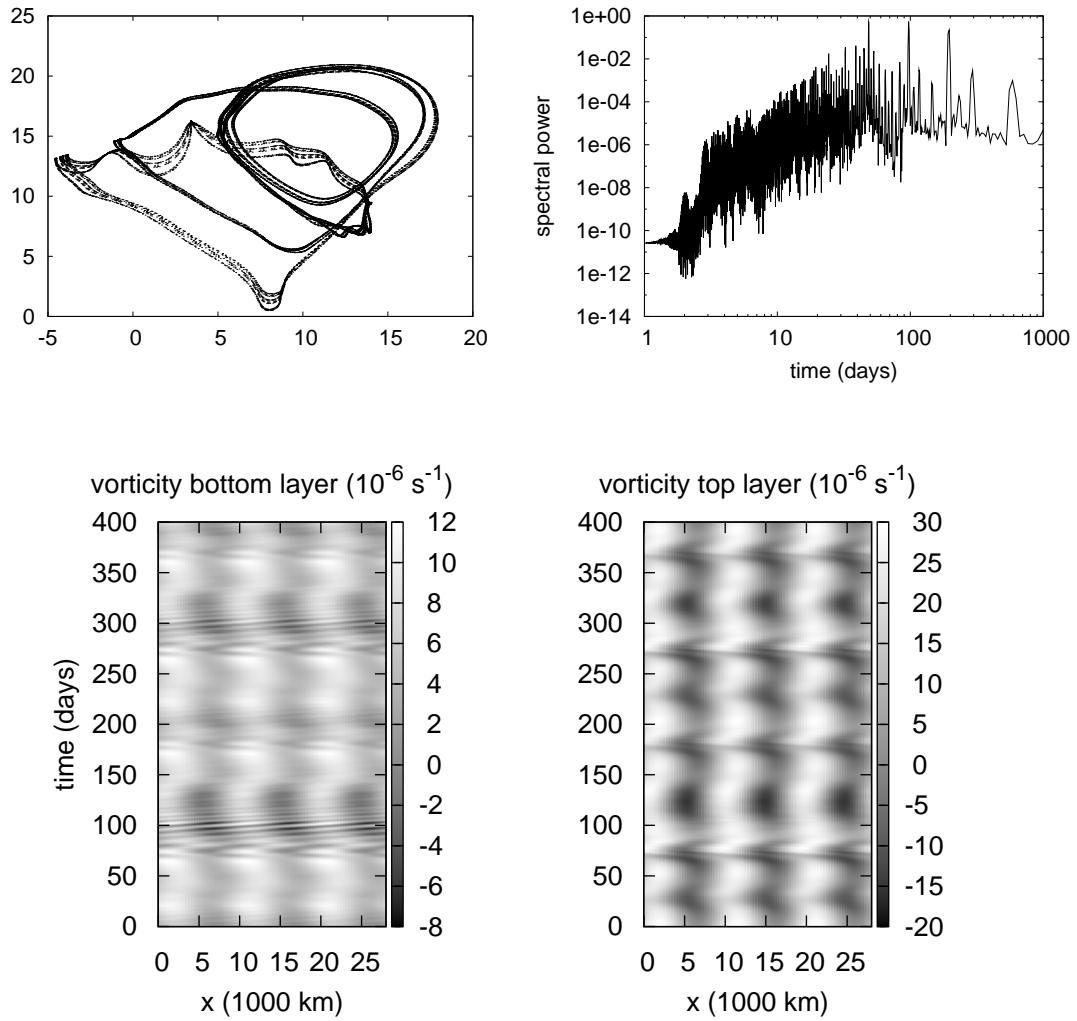 25
20
15
10
5
0
-5 0 5 10 15 20
1e+00
1e-02
1e-04
1e-06
1e-08
1e-10
1e-12
1e-14
spectral power
1 10 100 1000
time (days)
vorticity bottom layer (10-6 s-1)
400
350
300
250
200
150
100
50
0
time (days)
0 5 10 15 20 25
x (1000 km)
12
10
8
6
4
2
0
-2
-4
-6
-8
vorticity top layer (10-6 s-1)
400
350
300
250
200
150
100
50
0
0 5 10 15 20 25
x (1000 km)
30
25
20
15
10
5
0
-5
-10
-15
-20